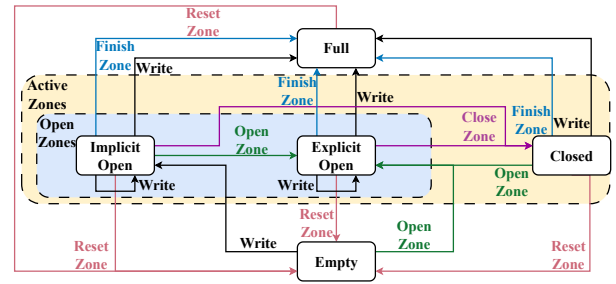 Reset
Zone
Full
Finish
Zone
Write
Finish
Zone
Write
Finish
Zone
Write
Active
Zones
Open
Zones
Implicit
Open
Open
Zone
Explicit
Open
Close
Zone
Closed
Write
Write
Open
Zone
Reset
Zone
Reset
Zone
Write
Empty
Open
Zone
Reset
Zone